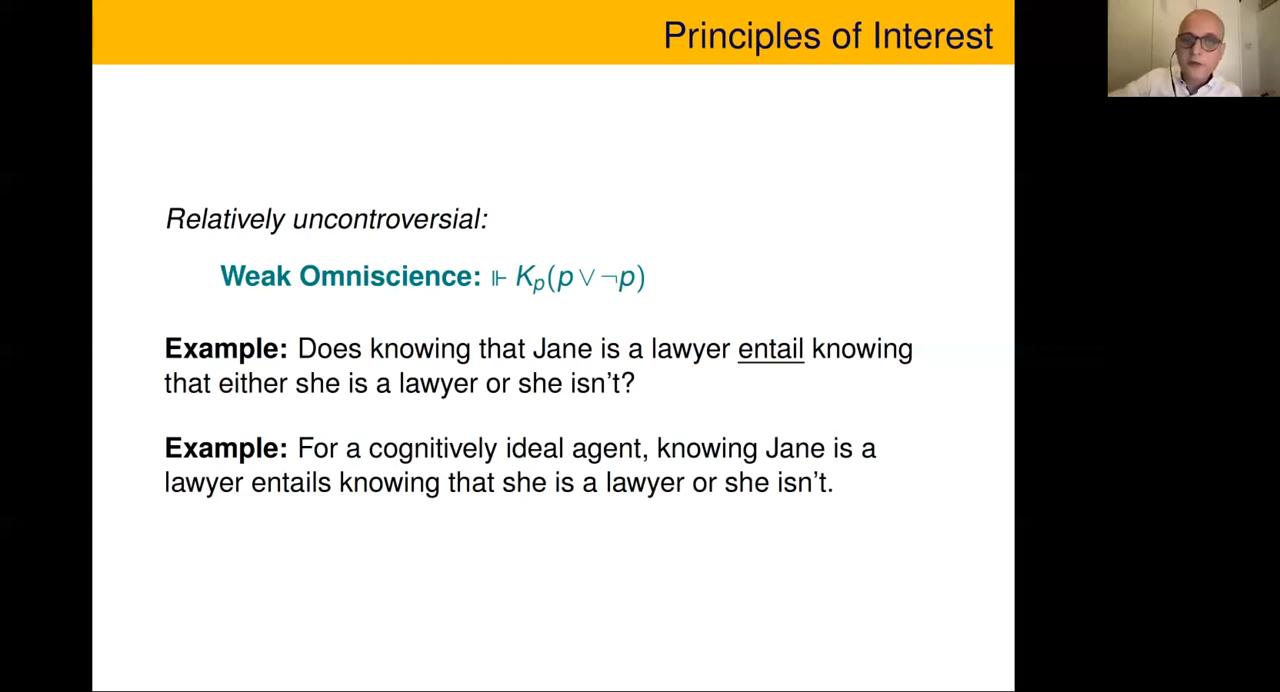 Principles of Interest
Relatively uncontroversial:
Weak Omniscience: ⊩ Kₚ(p ∨ ¬p)
Example: Does knowing that Jane is a lawyer entail knowing
that either she is a lawyer or she isn't?
Example: For a cognitively ideal agent, knowing Jane is a
lawyer entails knowing that she is a lawyer or she isn't.